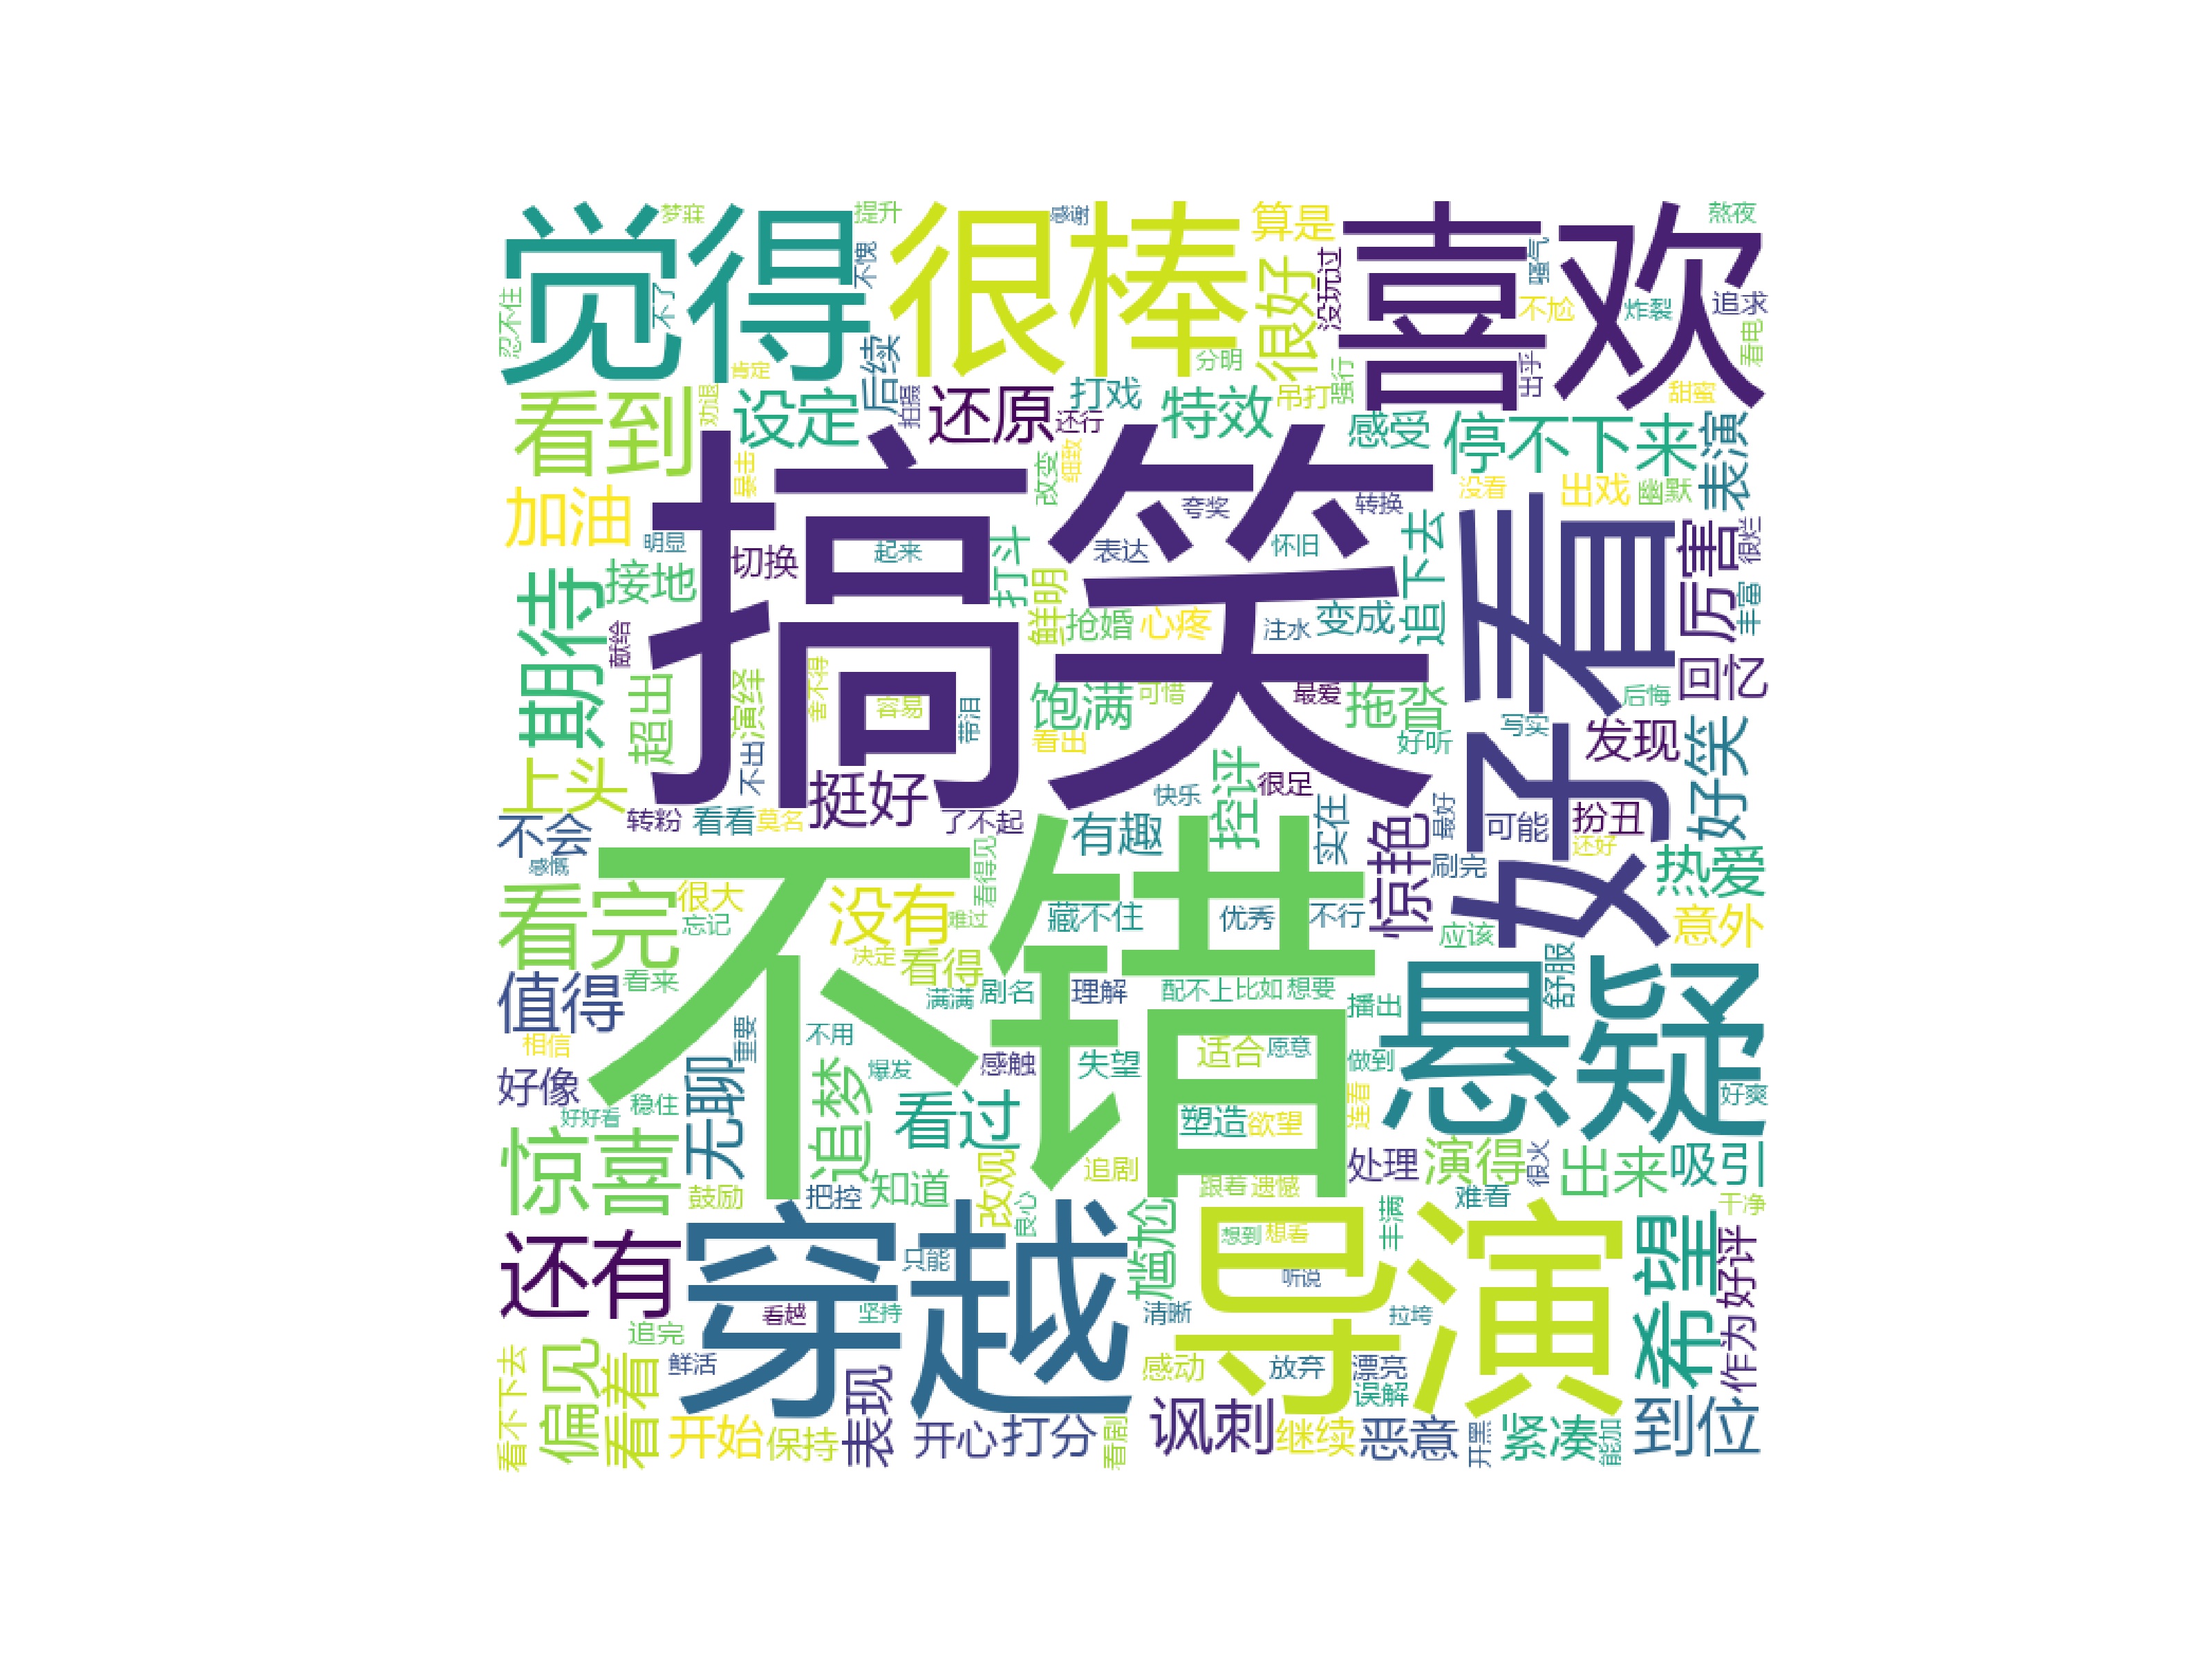 梦寐
提升
感谢
熬夜
觉得
很棒
喜欢
算是
很好
不愧
不了
忍不住
没玩过
骚气
不尬
炸裂
追求
看电
出乎
分明
强行
肯定
劝退
后续
拍摄
打戏
还行
吊打
甜蜜
看到
设定
还原
特效
感受
停不下来
表演
搞笑
好看
暴击
改变
细致
夸奖
转换
没看
出戏
幽默
加油
明显
切换
起来
打斗
表达
怀旧
追下去
厉害
很烂
期待
接地
鲜明
抢婚
心疼
注水
变成
丰富
献给
回忆
超出
演绎
舍不得
容易
带泪
饱满
可惜
最爱
拖沓
后悔
写实
发现
好笑
看出
好听
不出
上头
挺好
快乐
控评
很足
不会
转粉
看看
莫名
了不起
有趣
实在
惊艳
最好
可能
扮丑
还好
刷完
热爱
感慨
不错
看得见
看完
很大
忘记
没有
难过
藏不住
优秀
不行
应该
意外
决定
看得
悬疑
舒服
值得
看来
满满
剧名
理解
配不上
比如
想要
播出
相信
重要
不用
感触
失望
适合
愿意
做到
好像
无聊
爆发
连看
好爽
好好看
稳住
追梦
看过
塑造
欲望
惊喜
追剧
处理
演得
很火
出来
吸引
鼓励
把控
知道
改观
良心
跟着
遗憾
难看
干净
还有
穿越
导演
尴尬
想到
想着
丰满
希望
好评
只能
听说
看越
坚持
清晰
拉垮
作为
看不下去
偏见
追完
看着
鲜活
感动
放弃
漂亮
误解
开始
保持
表现
开心
打分
看剧
讽刺
继续
恶意
开黑
紧凑
能加
到位